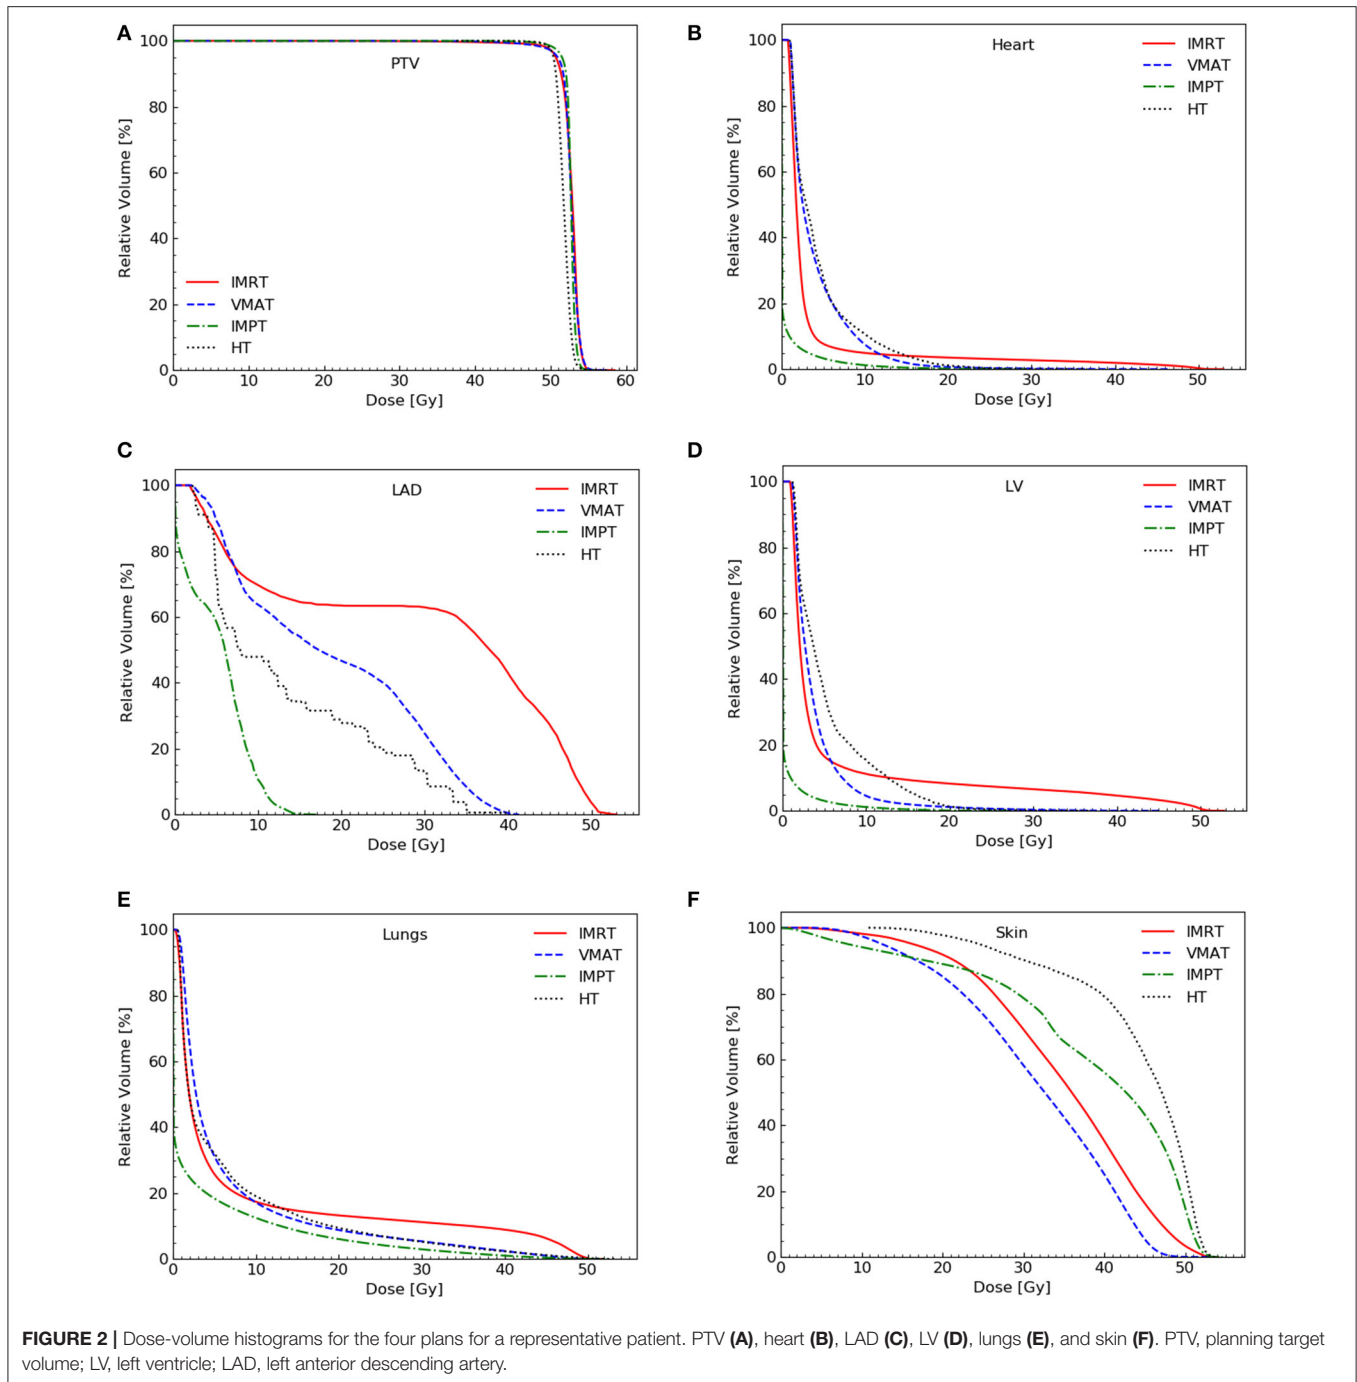 A
PTV
Relative Volume [%]
100
80
60
40
20
0
IMRT
VMAT
IMPT
HT
0 10 20 30 40 50 60
Dose [Gy]
B
Heart
Relative Volume [%]
100
80
60
40
20
0
IMRT
VMAT
IMPT
HT
0 10 20 30 40 50
Dose [Gy]
C
LAD
Relative Volume [%]
100
80
60
40
20
0
IMRT
VMAT
IMPT
HT
0 10 20 30 40 50
Dose [Gy]
D
LV
Relative Volume [%]
100
80
60
40
20
0
IMRT
VMAT
IMPT
HT
0 10 20 30 40 50
Dose [Gy]
E
Lungs
Relative Volume [%]
100
80
60
40
20
0
IMRT
VMAT
IMPT
HT
0 10 20 30 40 50
Dose [Gy]
F
Skin
Relative Volume [%]
100
80
60
40
20
0
IMRT
VMAT
IMPT
HT
0 10 20 30 40 50
Dose [Gy]
FIGURE 2 | Dose-volume histograms for the four plans for a representative patient. PTV (A), heart (B), LAD (C), LV (D), lungs (E), and skin (F). PTV, planning target
volume; LV, left ventricle; LAD, left anterior descending artery.